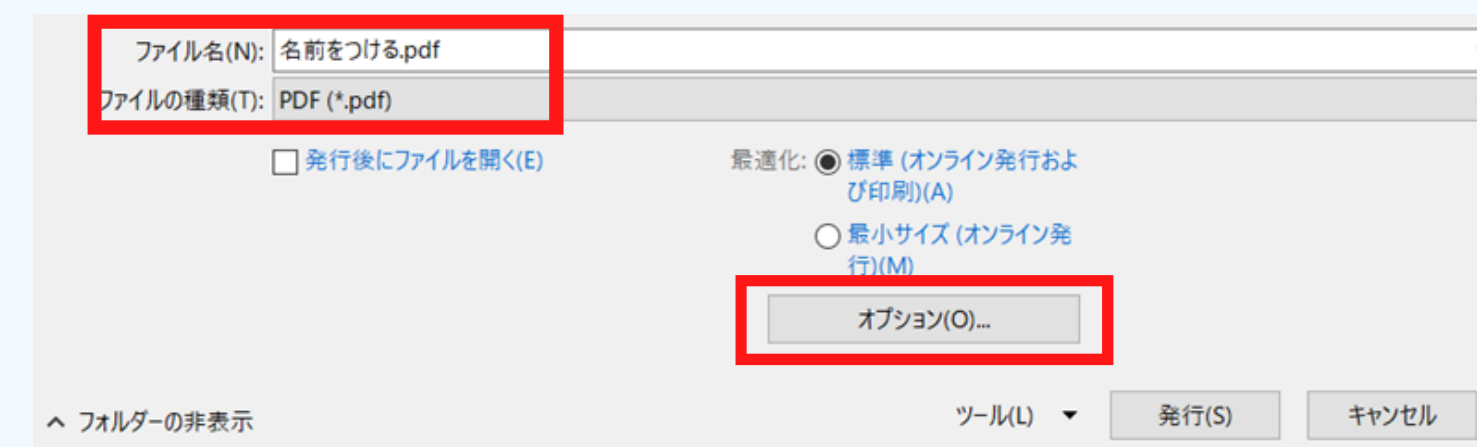 ファイル名(N): 名前をつける.pdf
ファイルの種類(T): PDF (*.pdf)
発行後にファイルを開く(E)
最適化: 標準 (オンライン発行およ
び印刷)(A)
最小サイズ (オンライン発
行)(M)
オプション(O)...
フォルダーの非表示
ツール(L)
発行(S)
キャンセル